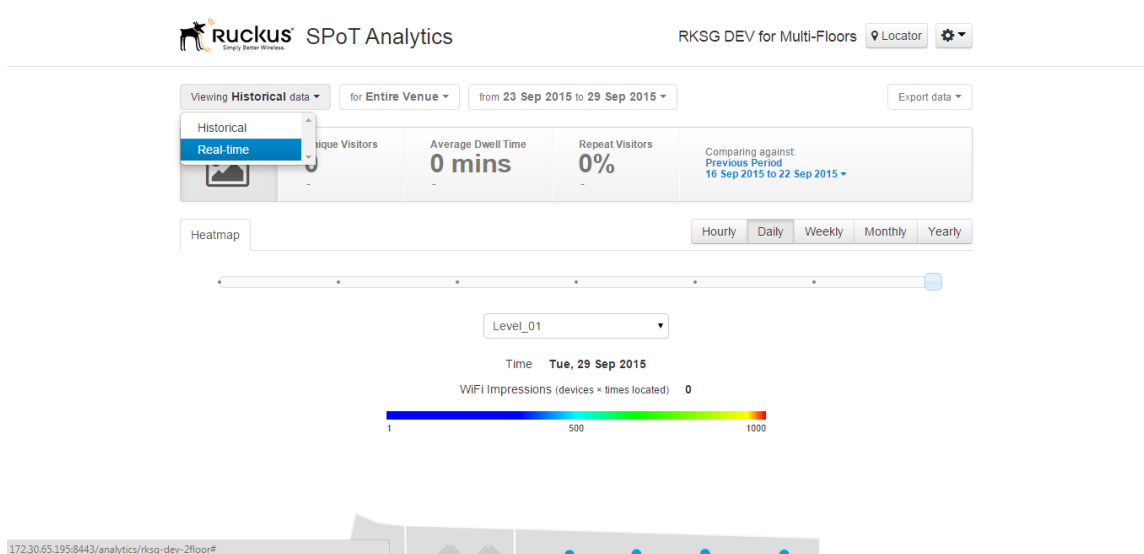 Ruckus
Simply Better Wireless.
SPoT Analytics
RKSG DEV for Multi-Floors
Locator
Viewing Historical data
for Entire Venue
from 23 Sep 2015 to 29 Sep 2015
Export data
Historical
Real-time
nique Visitors
0
-
Average Dwell Time
0 mins
-
Repeat Visitors
0%
-
Comparing against:
Previous Period
16 Sep 2015 to 22 Sep 2015
Heatmap
Hourly Daily Weekly Monthly Yearly
Level_01
Time Tue, 29 Sep 2015
WiFi Impressions (devices × times located) 0
1 500 1000
172.30.65.195:8443/analytics/rksg-dev-2floor#